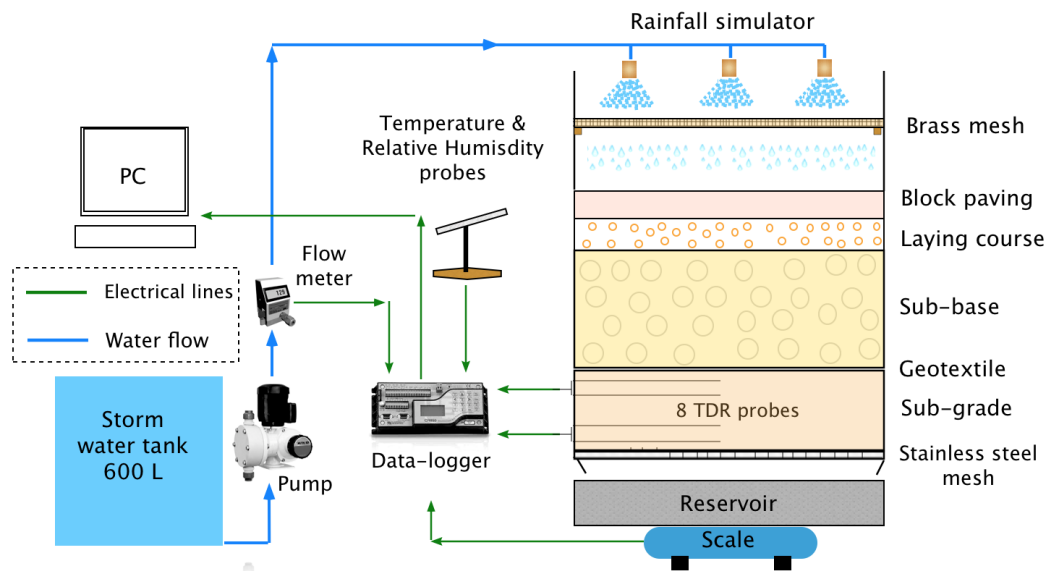 Rainfall simulator
Temperature &
Relative Humisdity
probes
Brass mesh
PC
Block paving
Laying course
Flow
meter
Electrical lines
Water flow
Sub-base
Geotextile
Sub-grade
8 TDR probes
Storm
water tank
600 L
Data-logger
Stainless steel
mesh
Pump
Reservoir
Scale